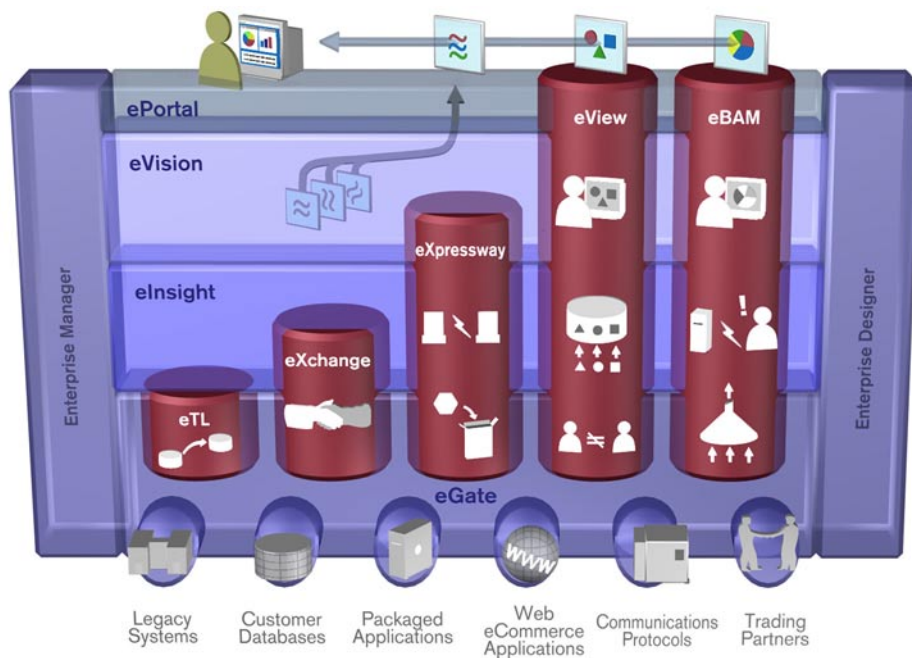 ePortal
eView
eBAM
eVision
eXpressway
eInsight
eXchange
eTL
Enterprise Manager
Enterprise Designer
eGate
WWW
Legacy
Systems
Customer
Databases
Packaged
Applications
Web
eCommerce
Applications
Communications
Protocols
Trading
Partners